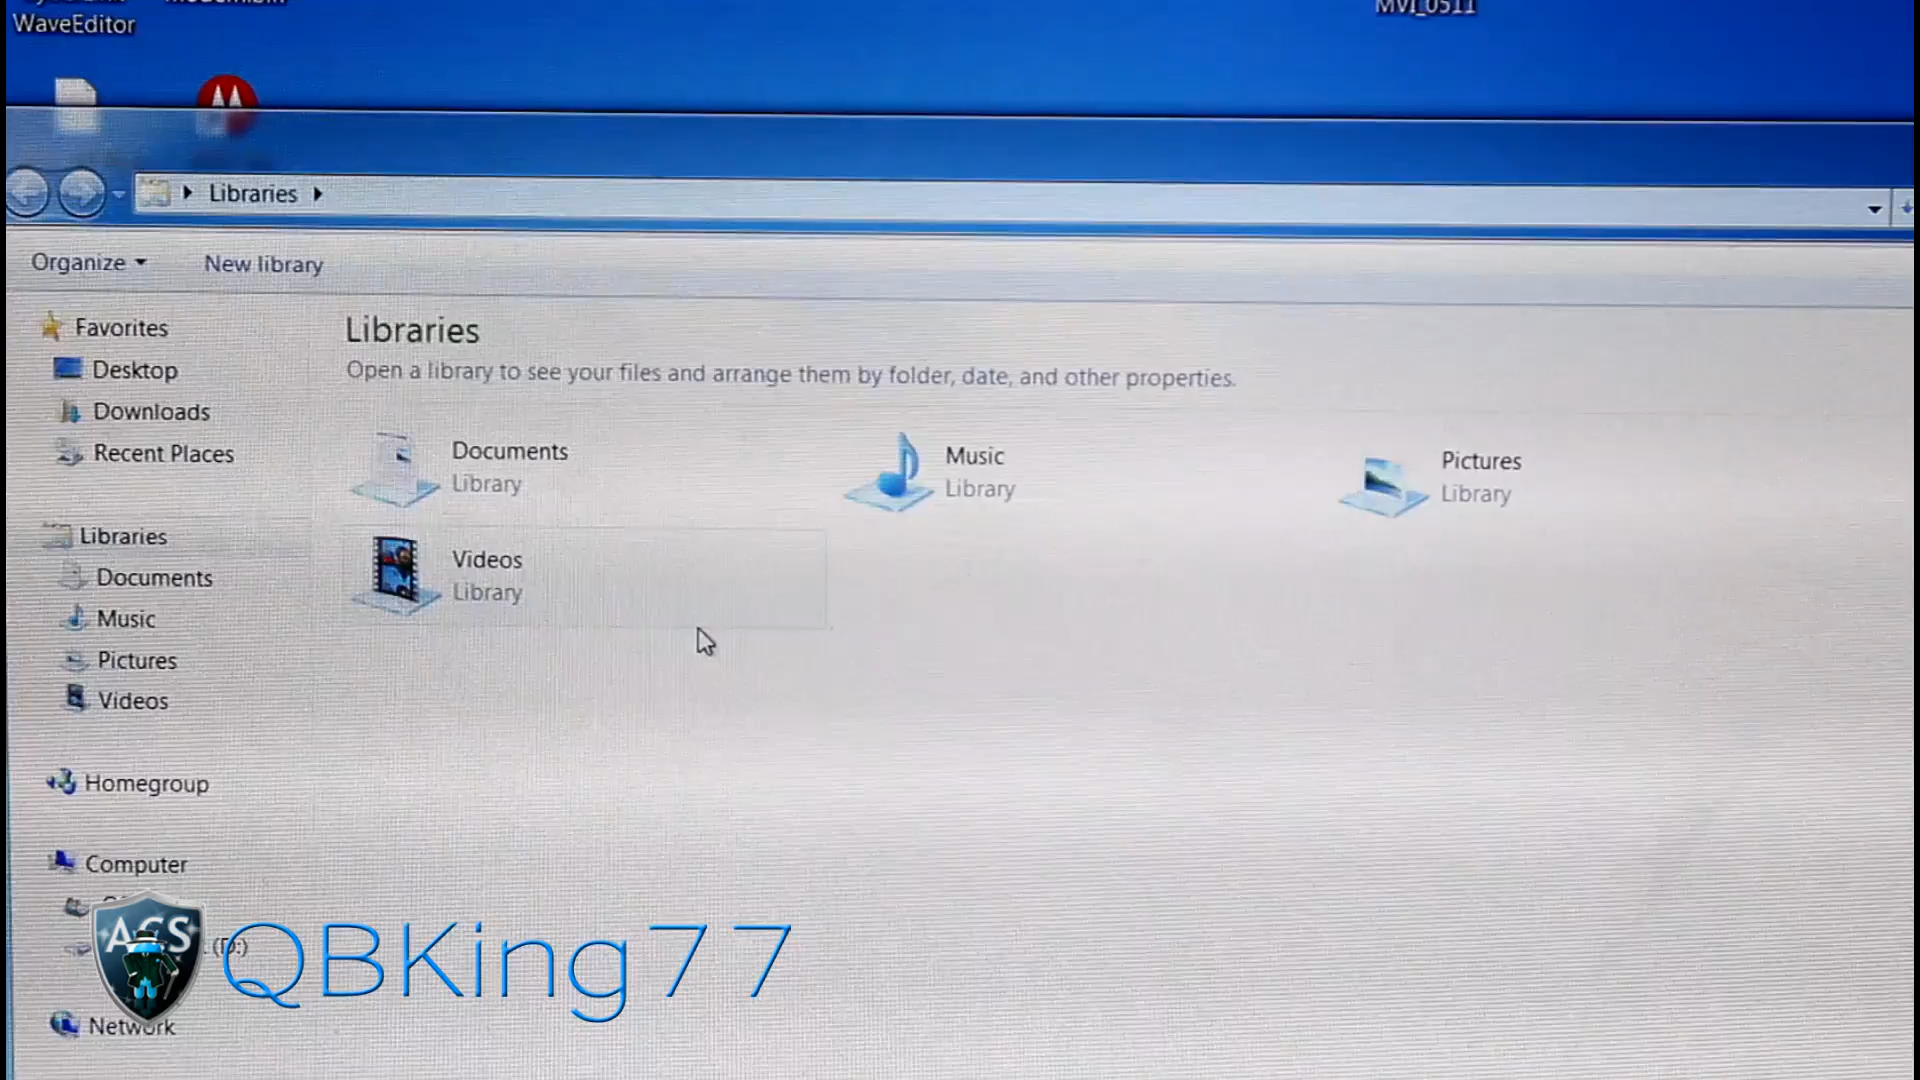 WaveEditor
MVI_0511
Libraries
Organize
New library
Favorites
Desktop
Downloads
Recent Places
Libraries
Documents
Music
Pictures
Videos
Homegroup
Computer
(D:)
Network
Libraries
Open a library to see your files and arrange them by folder, date, and other properties.
Documents
Library
Music
Library
Pictures
Library
Videos
Library
ACS
QBKing77